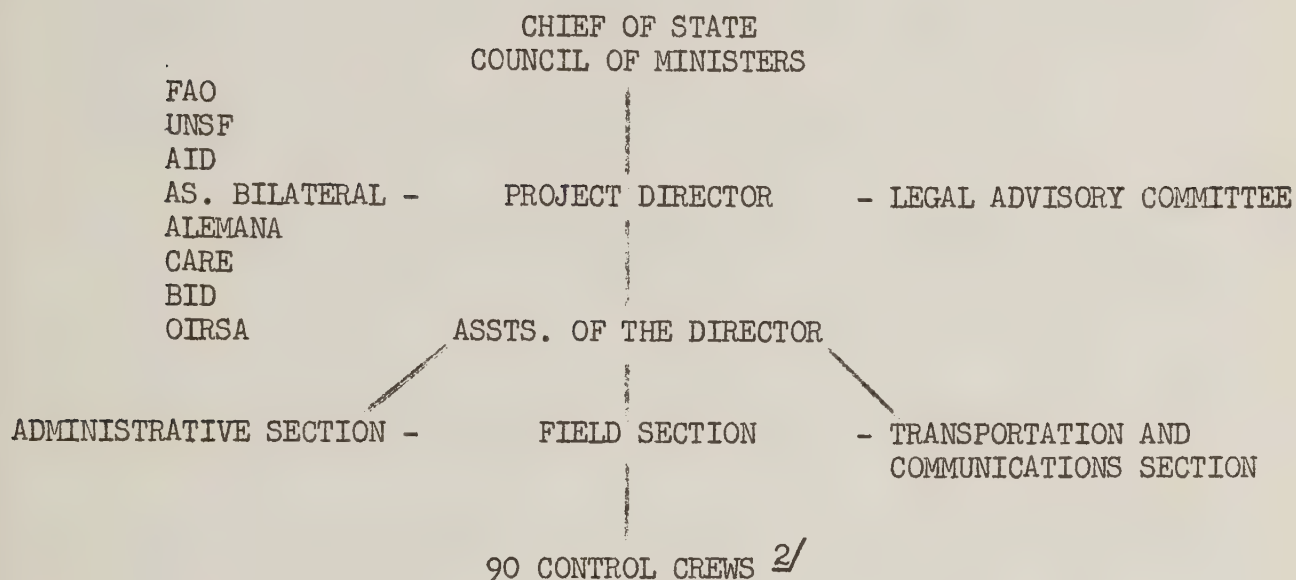 CHIEF OF STATE
COUNCIL OF MINISTERS
FAO
UNSF
AID
AS. BILATERAL - PROJECT DIRECTOR - LEGAL ADVISORY COMMITTEE
ALEMANA
CARE
BID
OIRSA ASSTS. OF THE DIRECTOR
ADMINISTRATIVE SECTION - FIELD SECTION - TRANSPORTATION AND
COMMUNICATIONS SECTION
90 CONTROL CREWS 2/